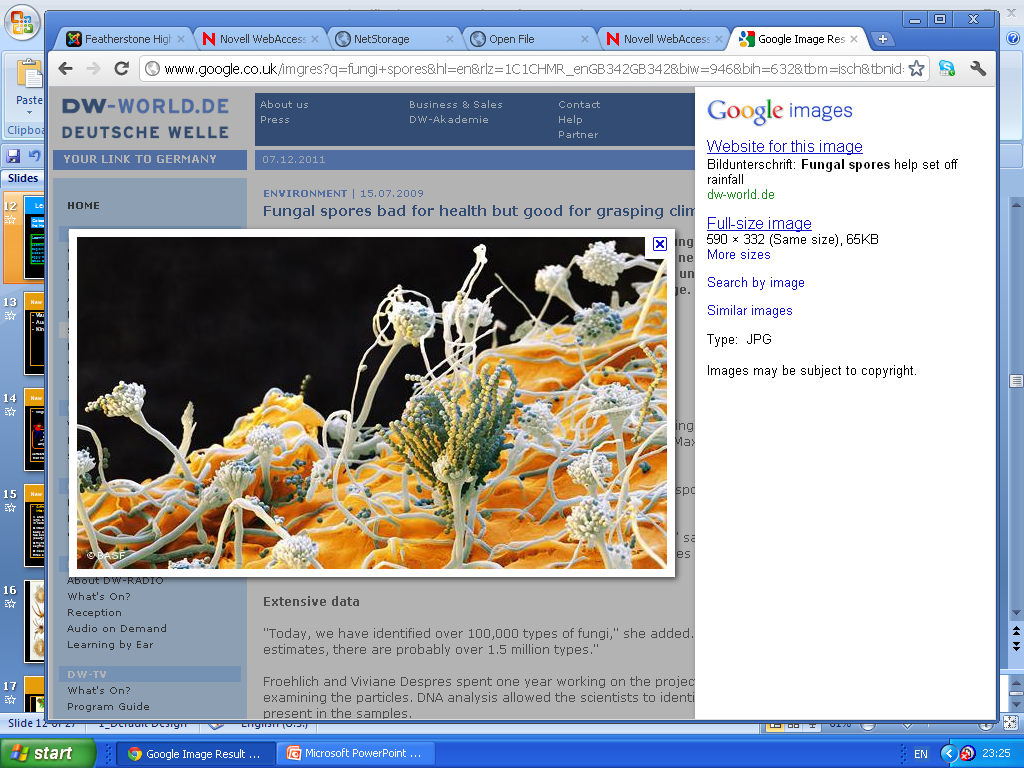 Featherstone High
Novell WebAccess
NetStorage
Open File
Novell WebAccess
Google Image Res
www.google.co.uk/imgres?q=fungi+spores&hl=en&rlz=1C1CHMR_enGB342GB342&biw=946&bih=632&tbm=isch&tbnid:
Paste
Clipboa
Slides
12
13
14
15
16
17
DW-WORLD.DE
DEUTSCHE WELLE
YOUR LINK TO GERMANY
About us
Press
Business & Sales
DW-Akademie
Contact
Help
Partner
07.12.2011
HOME
ENVIRONMENT | 15.07.2009
Fungal spores bad for health but good for grasping clim
© BASF
About DW-RADIO
What's On?
Reception
Audio on Demand
Learning by Ear
DW-TV
What's On?
Program Guide
Extensive data
"Today, we have identified over 100,000 types of fungi," she added.
estimates, there are probably over 1.5 million types."
Froehlich and Viviane Despres spent one year working on the project
examining the particles. DNA analysis allowed the scientists to identi
present in the samples.
Google images
Website for this image
Bildunterschrift: Fungal spores help set off
rainfall
dw-world.de
Full-size image
590 × 332 (Same size), 65KB
More sizes
Search by image
Similar images
Type: JPG
Images may be subject to copyright.
Slide 12 of 27
1_Default Design
English (U.S.)
61%
start
Google Image Result ...
Microsoft PowerPoint ...
EN
23:25